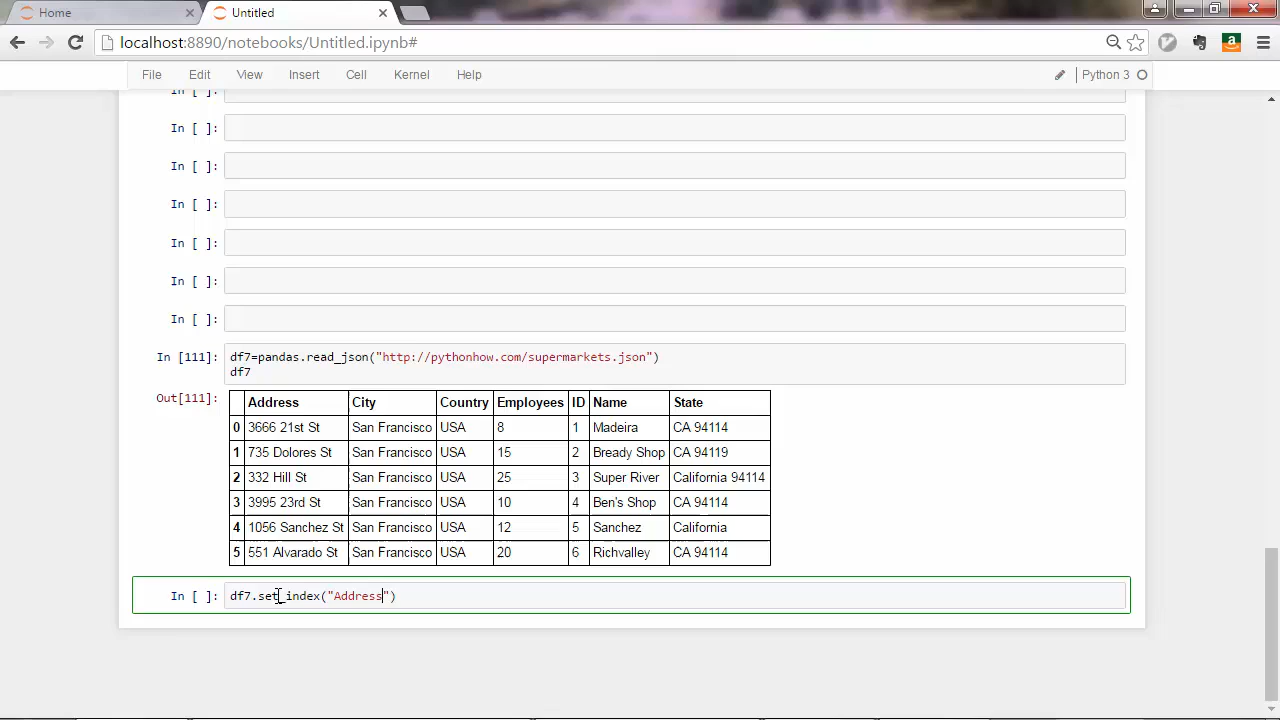 Home
Untitled
localhost:8890/notebooks/Untitled.ipynb#
File Edit View Insert Cell Kernel Help Python 3
In [ ]:
In [ ]:
In [ ]:
In [ ]:
In [ ]:
In [ ]:
In [ ]:
In [111]: df7=pandas.read_json("http://pythonhow.com/supermarkets.json")
df7
Out[111]:
Address City Country Employees ID Name State
0 3666 21st St San Francisco USA 8 1 Madeira CA 94114
1 735 Dolores St San Francisco USA 15 2 Bready Shop CA 94119
2 332 Hill St San Francisco USA 25 3 Super River California 94114
3 3995 23rd St San Francisco USA 10 4 Ben's Shop CA 94114
4 1056 Sanchez St San Francisco USA 12 5 Sanchez California
5 551 Alvarado St San Francisco USA 20 6 Richvalley CA 94114
In [ ]: df7.set_index("Address")